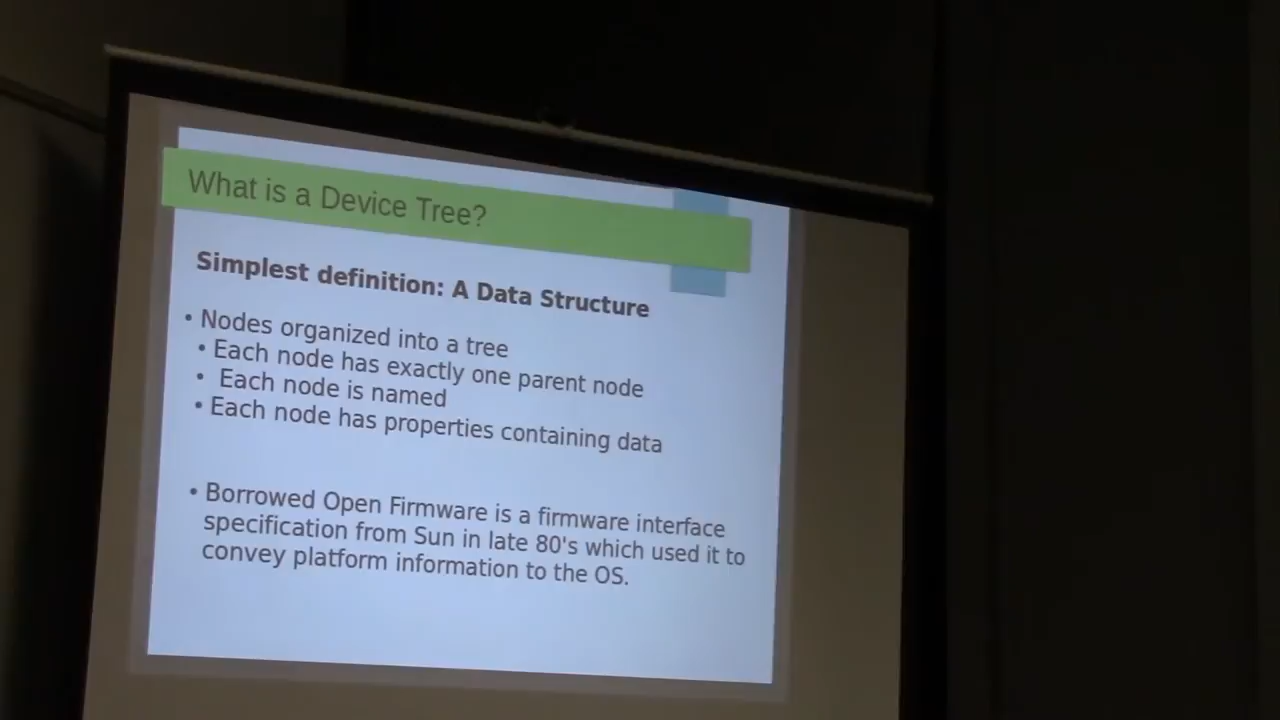 What is a Device Tree?
Simplest definition: A Data Structure
• Nodes organized into a tree
• Each node has exactly one parent node
• Each node is named
• Each node has properties containing data
• Borrowed Open Firmware is a firmware interface
specification from Sun in late 80's which used it to
convey platform information to the OS.